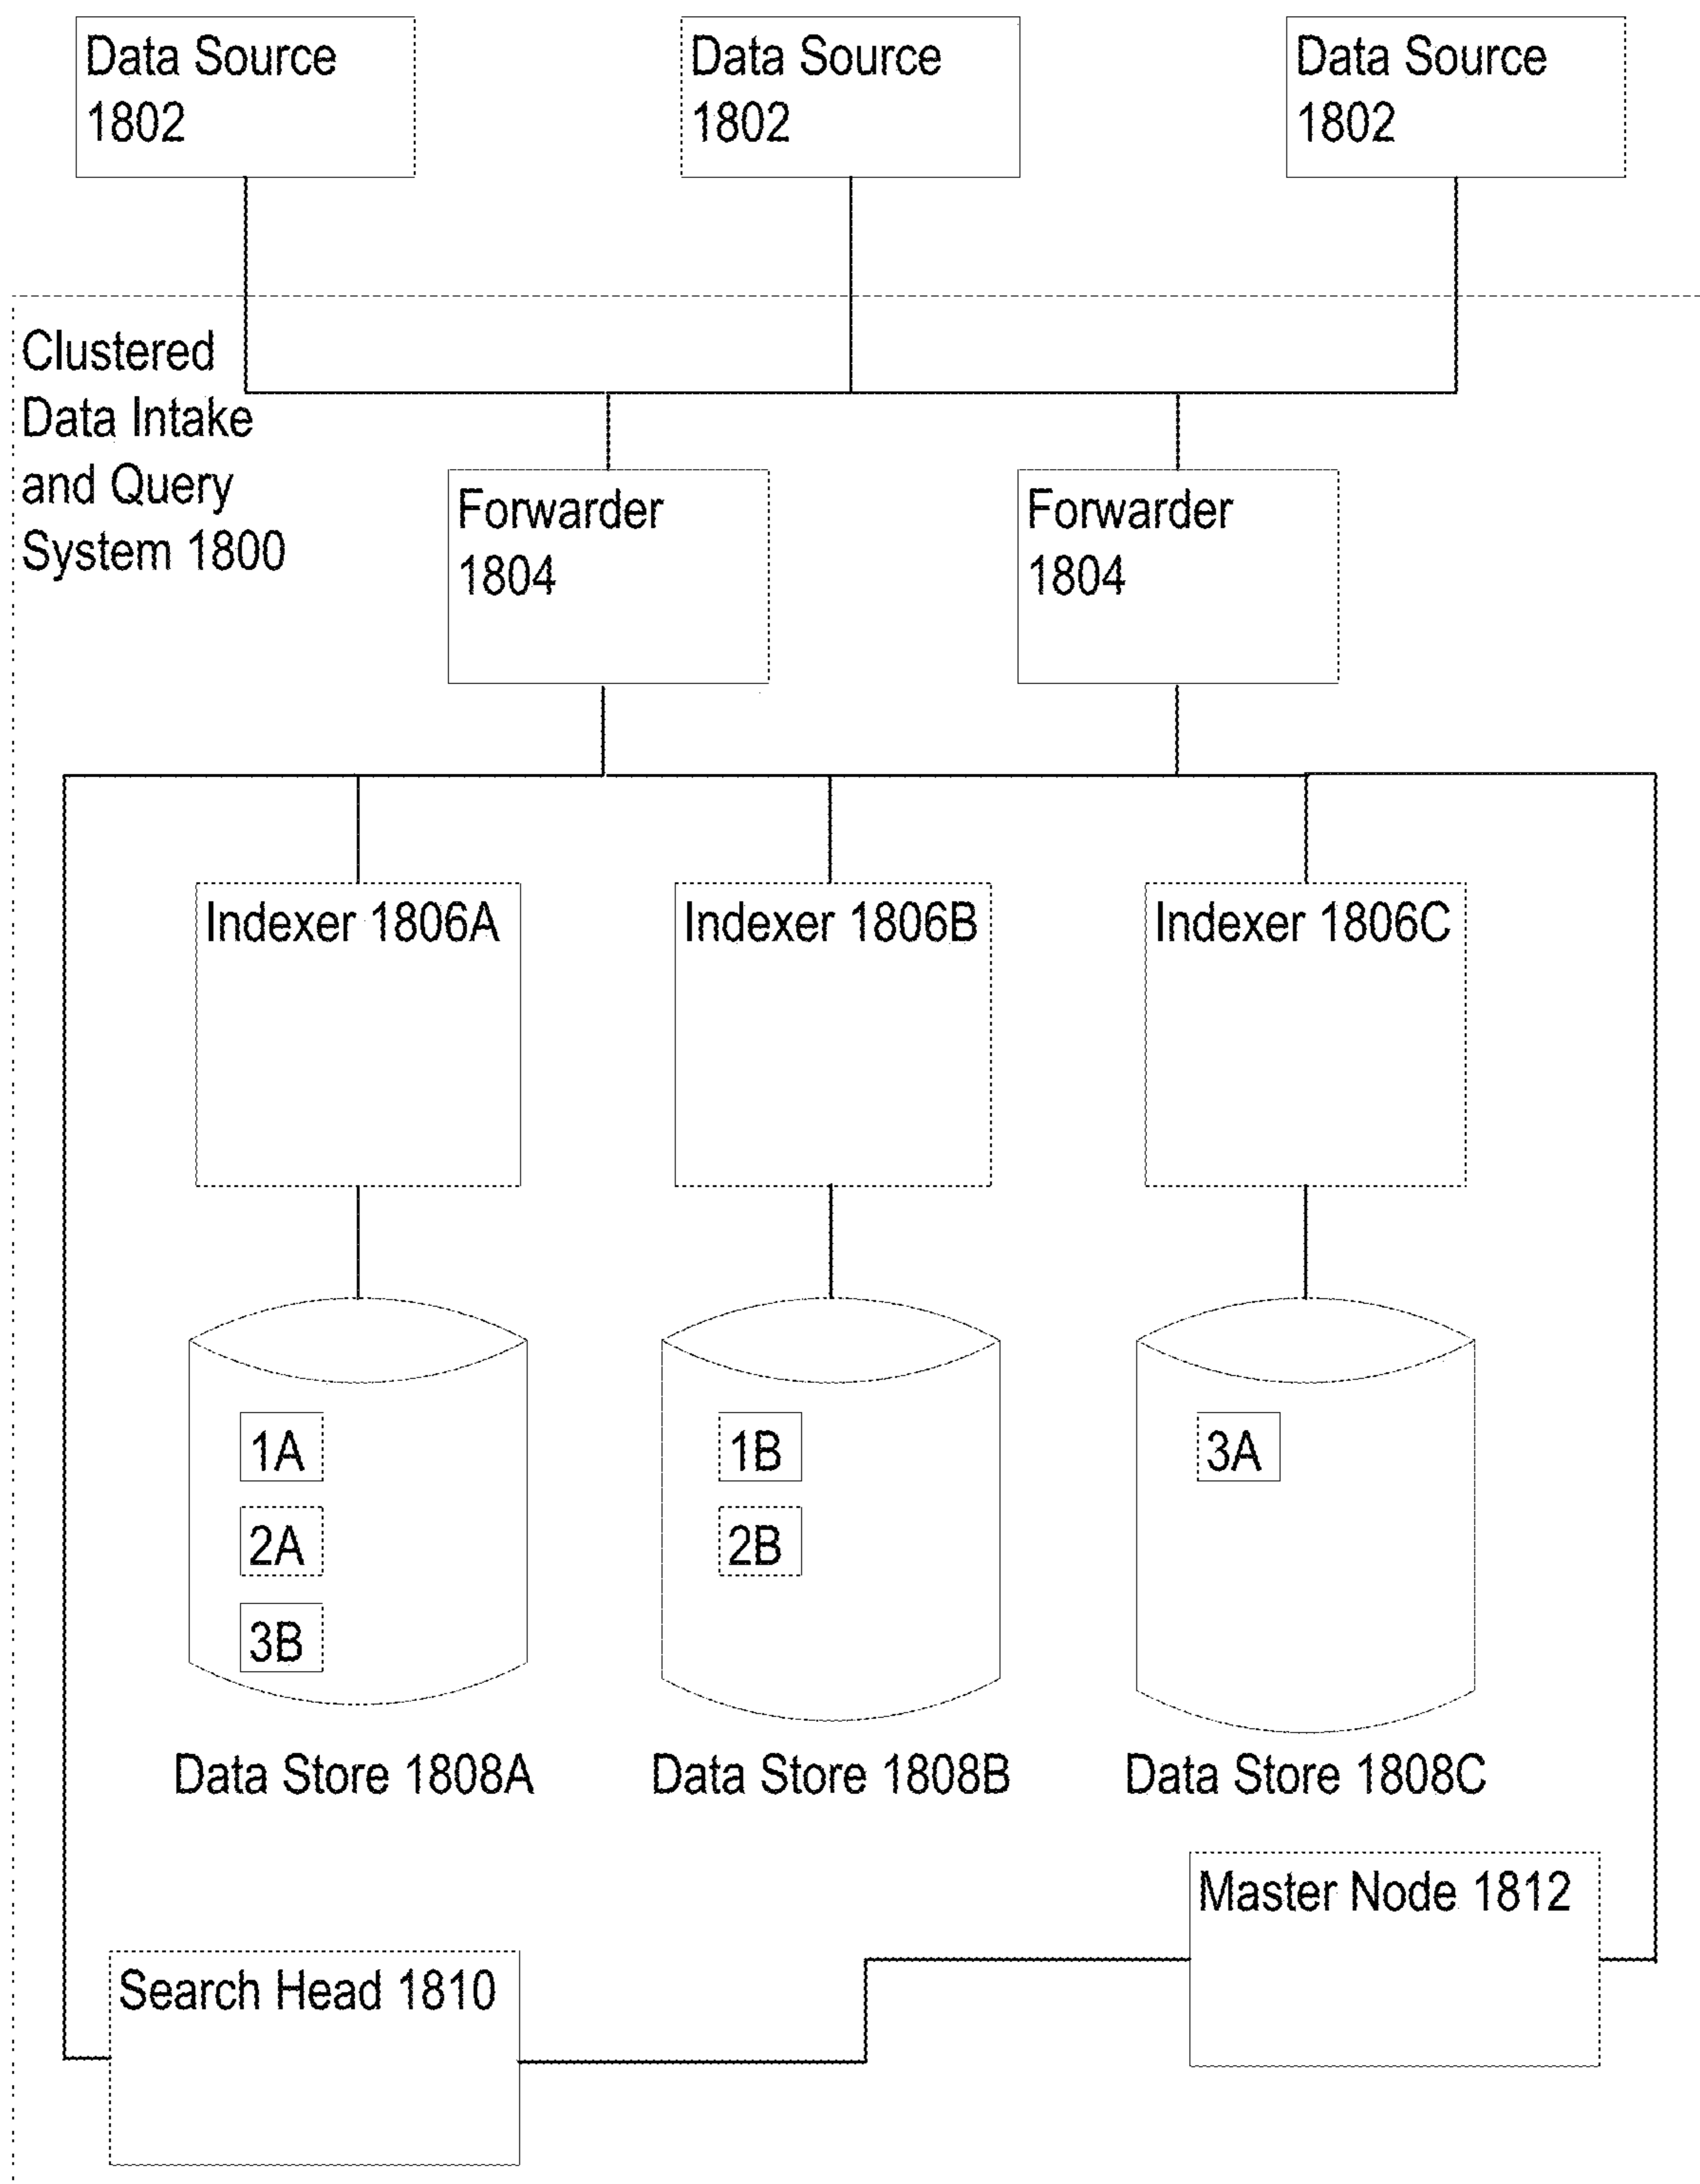 Data Source
1802
Data Source
1802
Data Source
1802
Clustered
Data Intake
and Query
System 1800
Forwarder
1804
Forwarder
1804
Indexer 1806A
Indexer 1806B
Indexer 1806C
1A
2A
3B
1B
2B
3A
Data Store 1808A
Data Store 1808B
Data Store 1808C
Master Node 1812
Search Head 1810